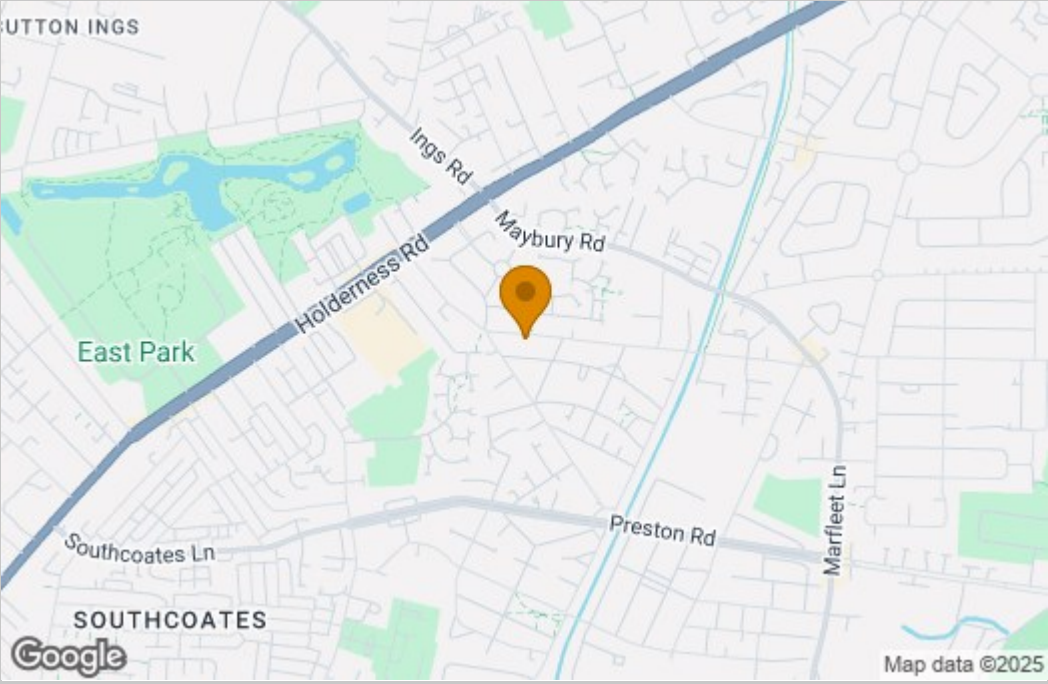 SUTTON INGS
Ings Rd
Maybury Rd
Holderness Rd
East Park
Preston Rd
Marfleet Ln
Southcoates Ln
SOUTHCOATES
Google
Map data ©2025